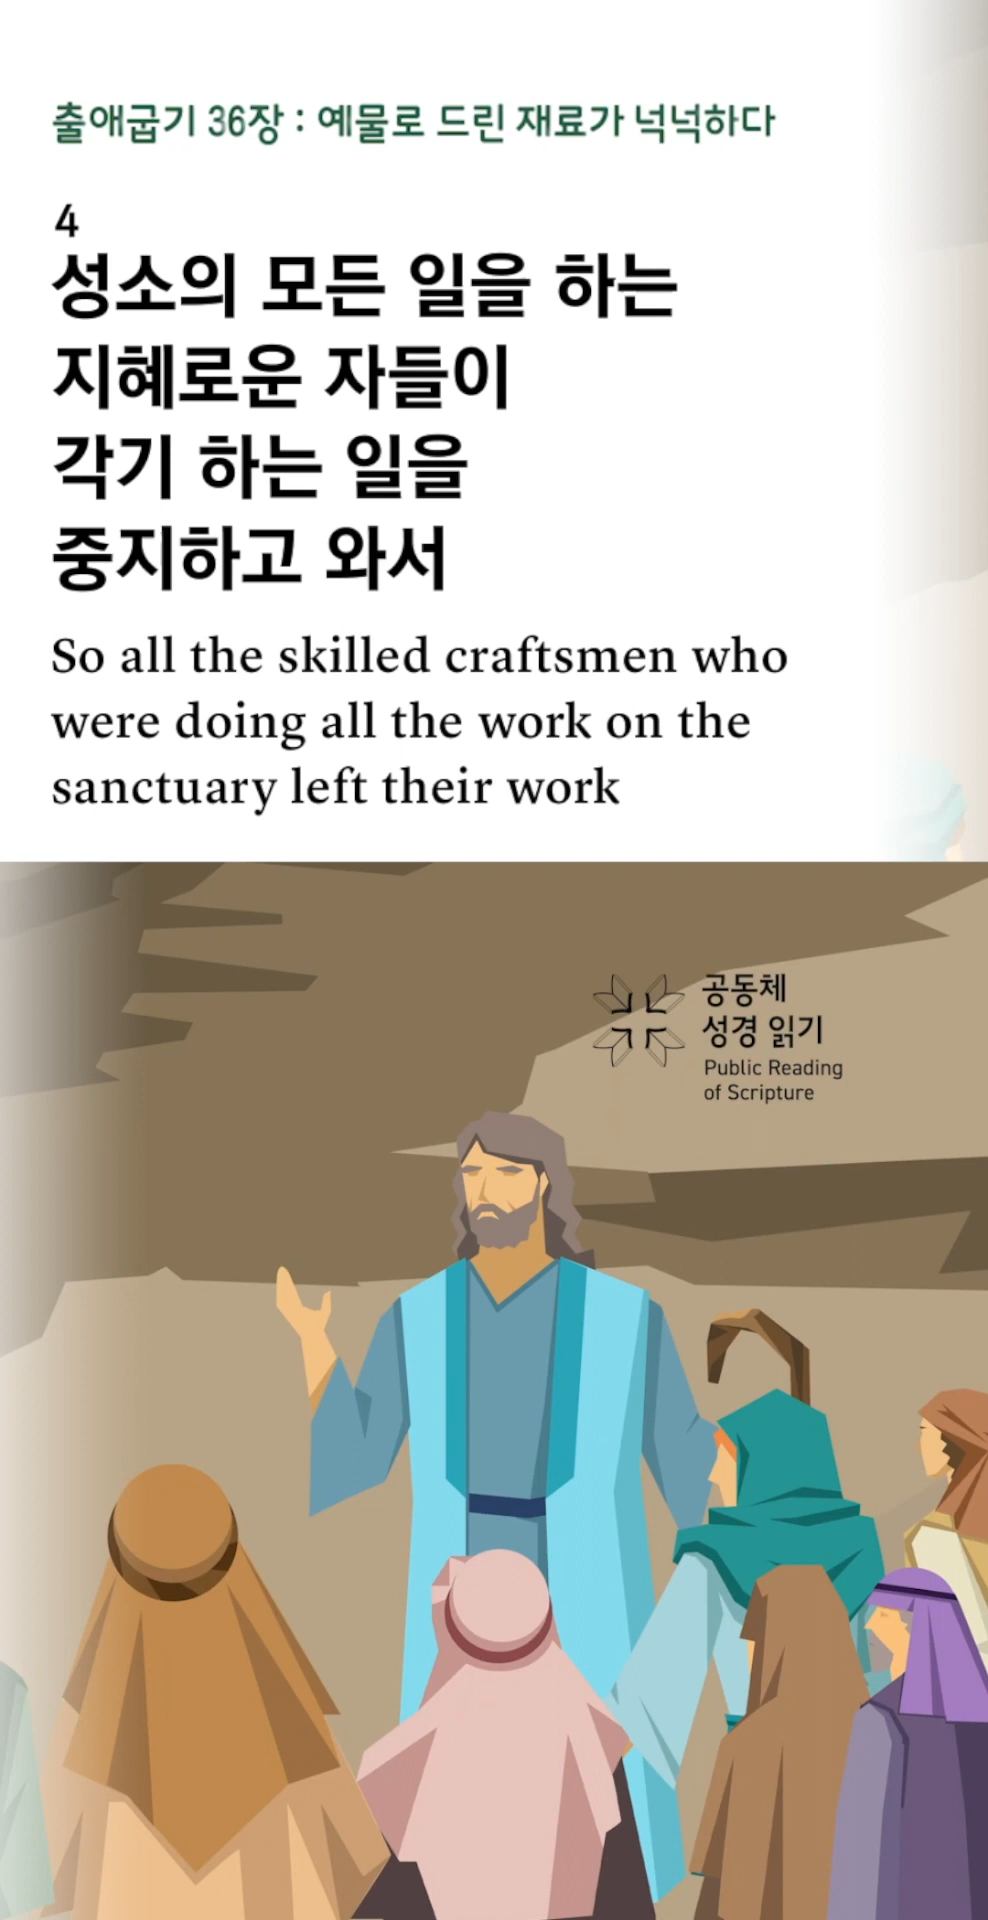 출애굽기 36장 : 예물로 드린 재료가 넉넉하다
4
성소의 모든 일을 하는
지혜로운 자들이
각기 하는 일을
중지하고 와서
So all the skilled craftsmen who
were doing all the work on the
sanctuary left their work
공동체
성경 읽기
Public Reading
of Scripture